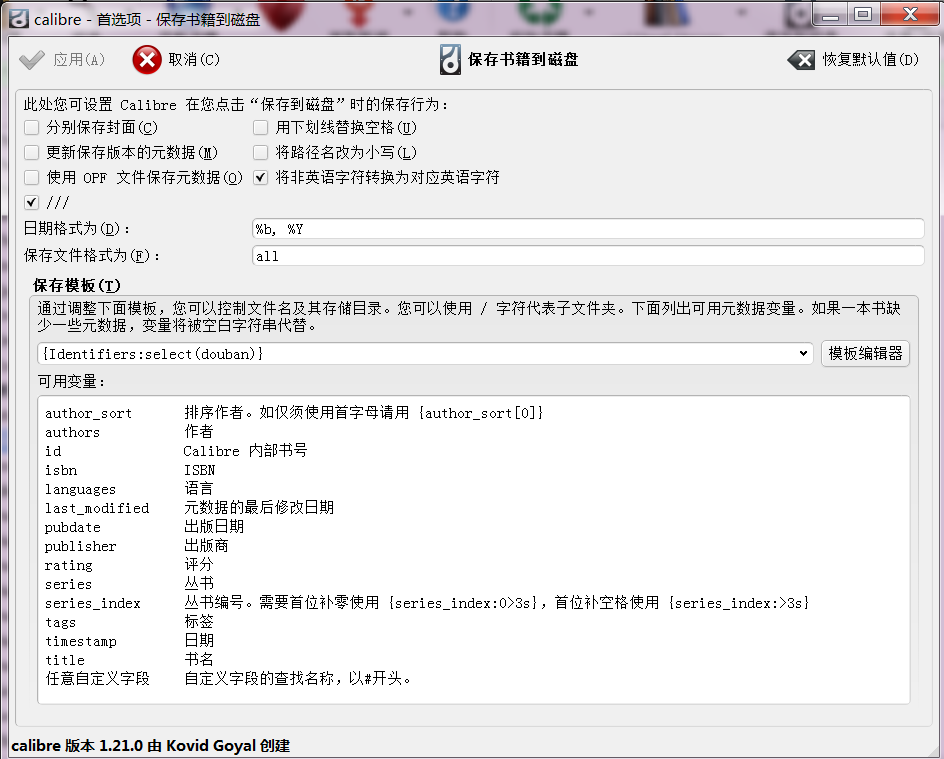 calibre - 首选项 - 保存书籍到磁盘
应用(A) 取消(C) 保存书籍到磁盘 恢复默认值(D)
此处您可设置 Calibre 在您点击“保存到磁盘”时的保存行为:
分别保存封面(C) 用下划线替换空格(U)
更新保存版本的元数据(M) 将路径名改为小写(L)
使用 OPF 文件保存元数据(O) 将非英语字符转换为对应英语字符
///
日期格式为(D): %b, %Y
保存文件格式为(F): all
保存模板(T)
通过调整下面模板，您可以控制文件名及其存储目录。您可以使用 / 字符代表子文件夹。下面列出可用元数据变量。如果一本书缺
少一些元数据，变量将被空白字符串代替。
{Identifiers:select(douban)} 模板编辑器
可用变量:
author_sort 排序作者。如仅须使用首字母请用 {author_sort[0]}
authors 作者
id Calibre 内部书号
isbn ISBN
languages 语言
last_modified 元数据的最后修改日期
pubdate 出版日期
publisher 出版商
rating 评分
series 丛书
series_index 丛书编号。需要首位补零使用 {series_index:0>3s}，首位补空格使用 {series_index:>3s}
tags 标签
timestamp 日期
title 书名
任意自定义字段 自定义字段的查找名称，以#开头。
calibre 版本 1.21.0 由 Kovid Goyal 创建